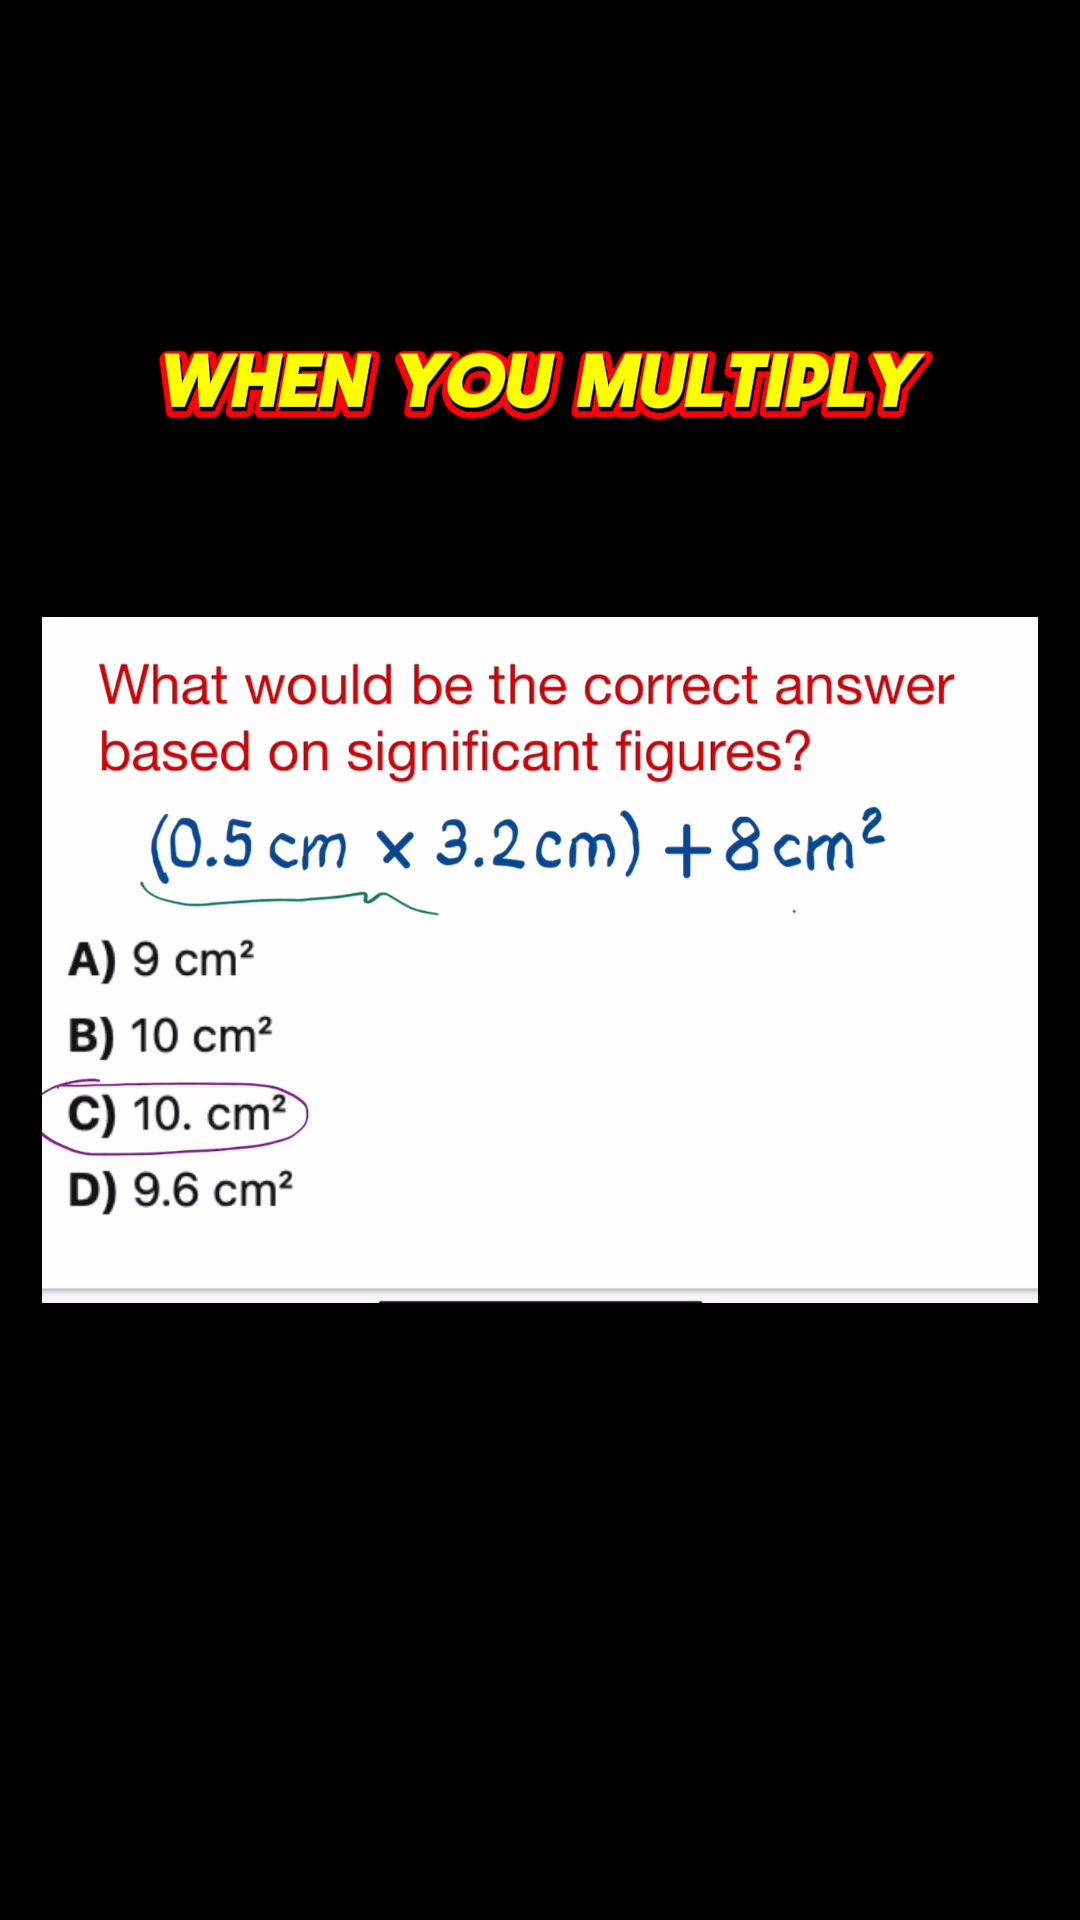 WHEN YOU MULTIPLY
What would be the correct answer
based on significant figures?
(0.5 cm x 3.2 cm) + 8 cm²
A) 9 cm²
B) 10 cm²
C) 10. cm²
D) 9.6 cm²